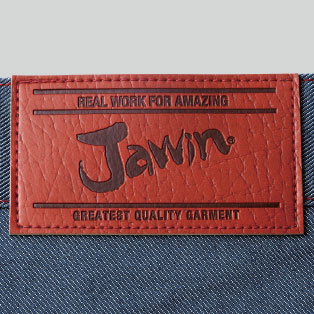 REAL WORK FOR AMAZING
Jawin®
GREATEST QUALITY GARMENT